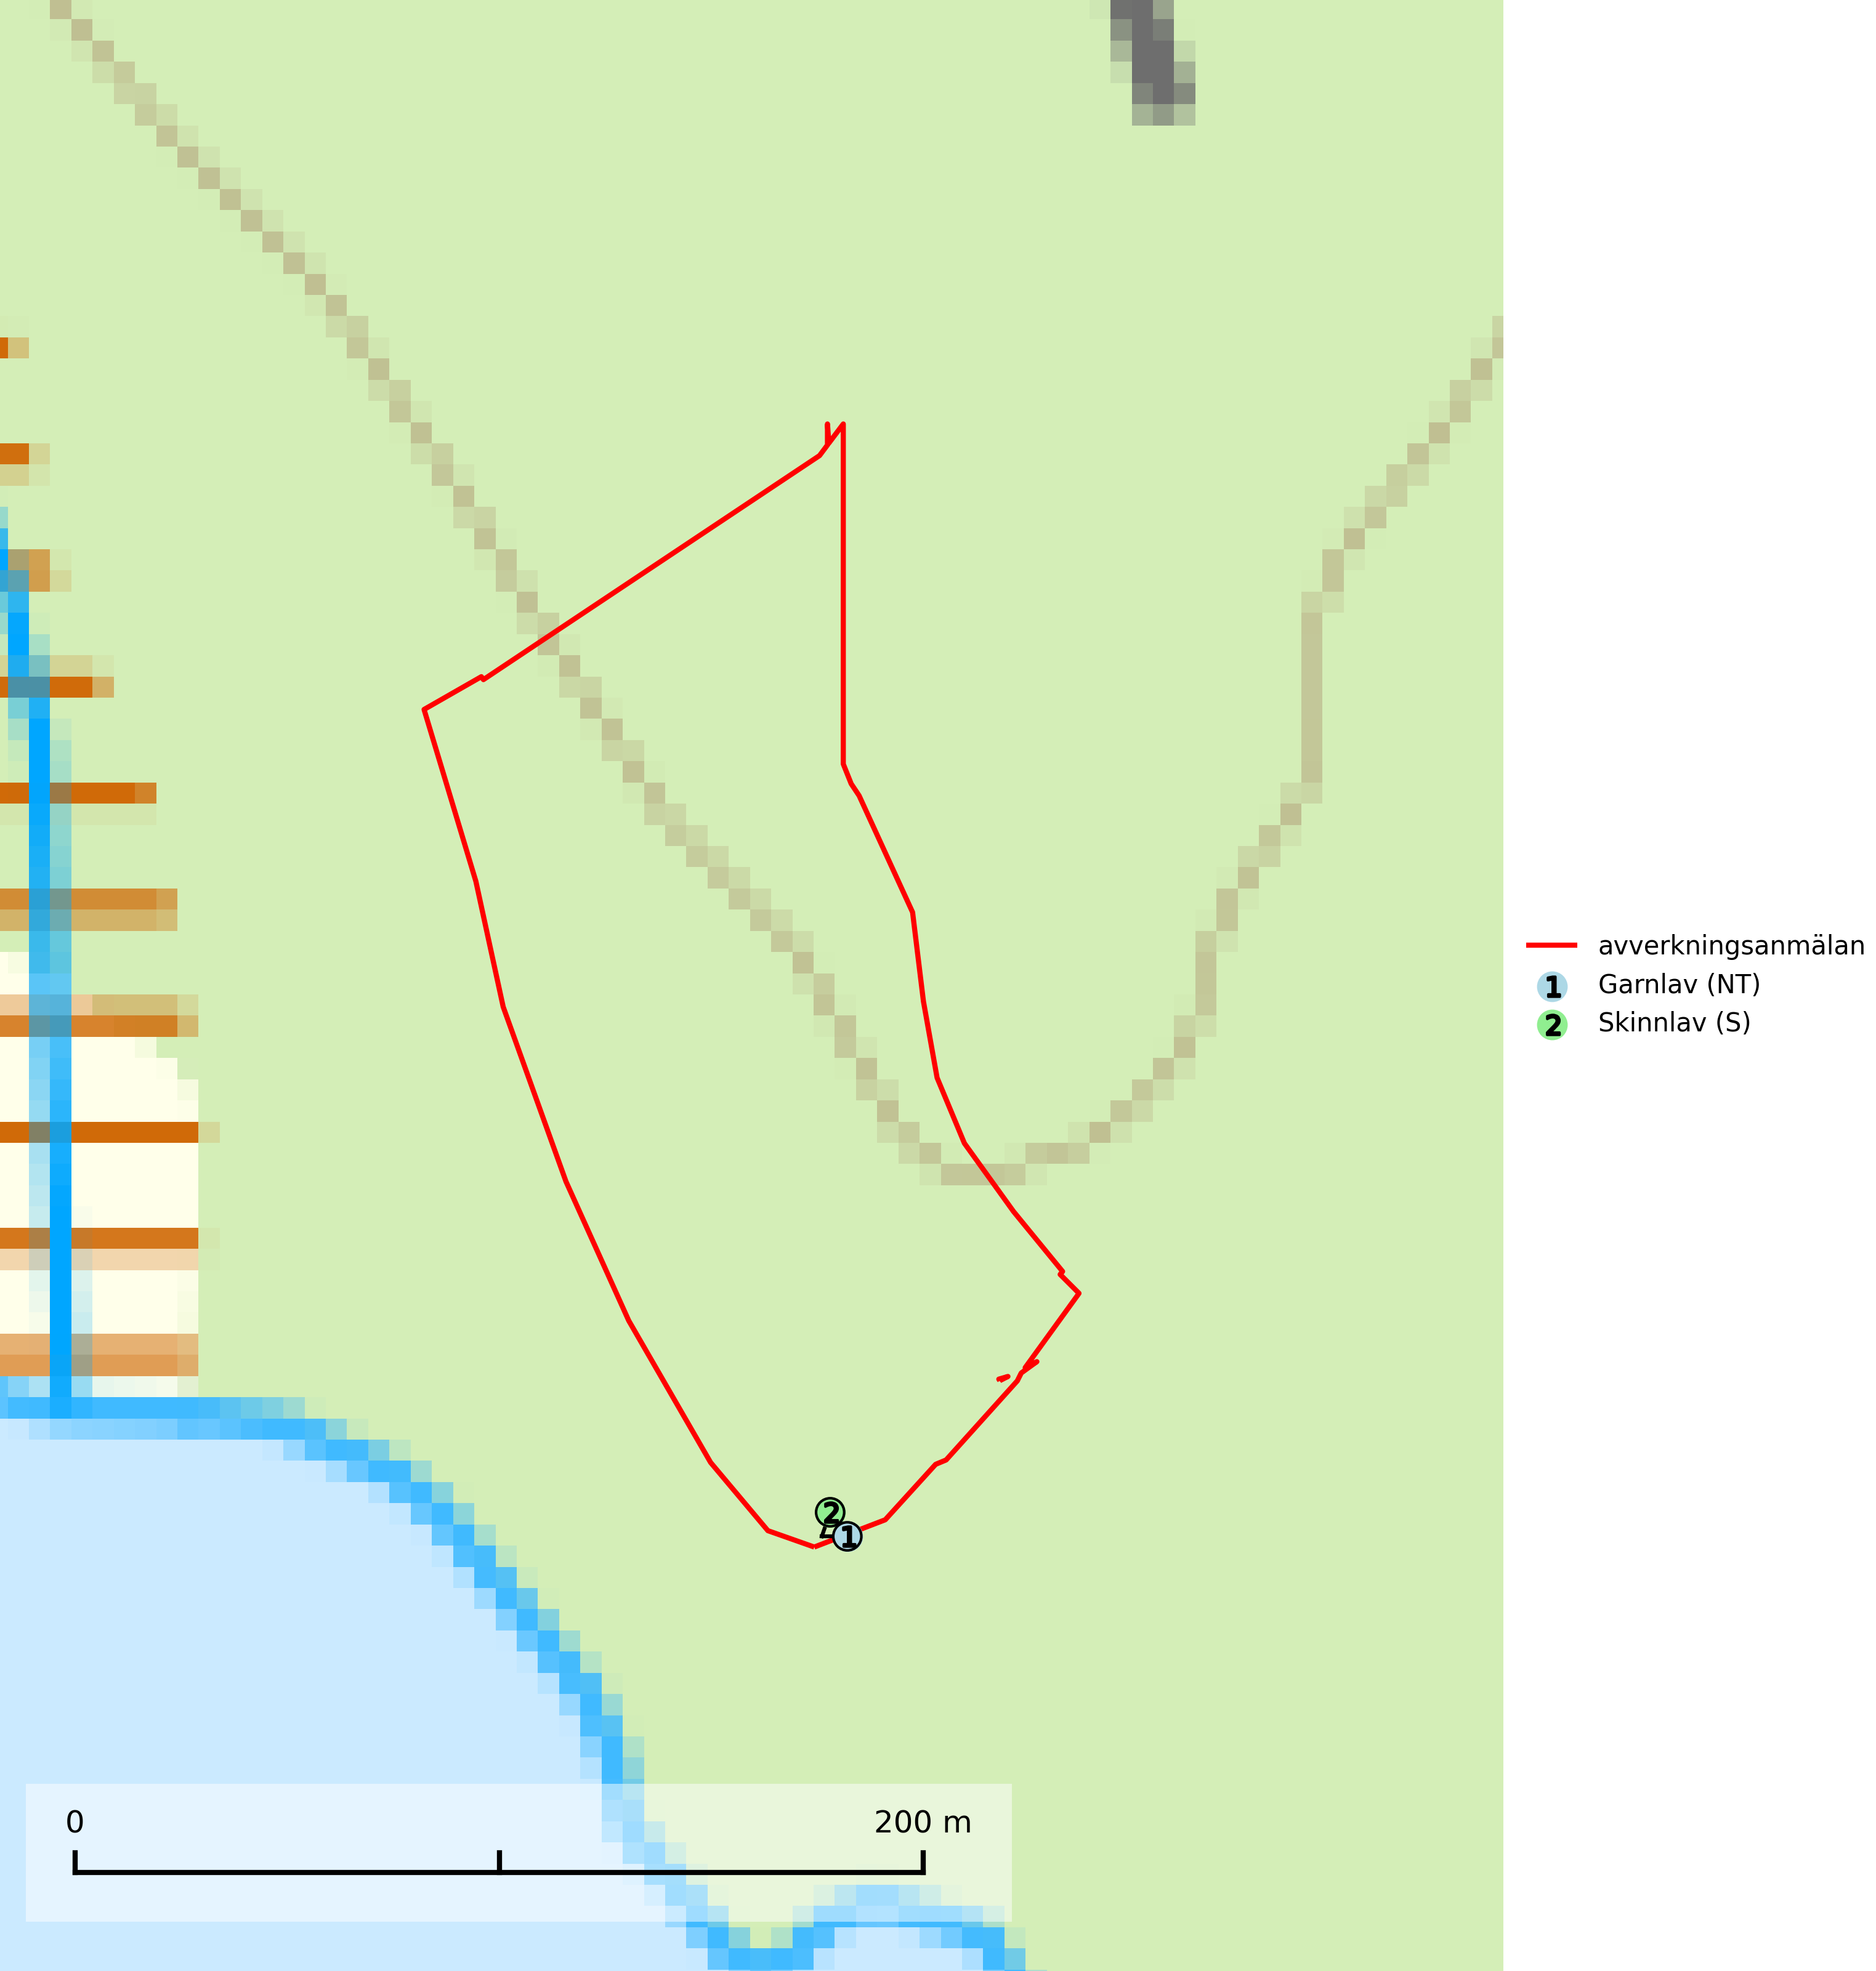 avverkningsanmälan
1 Garnlav (NT)
2 Skinnlav (S)
2
1
0 200 m